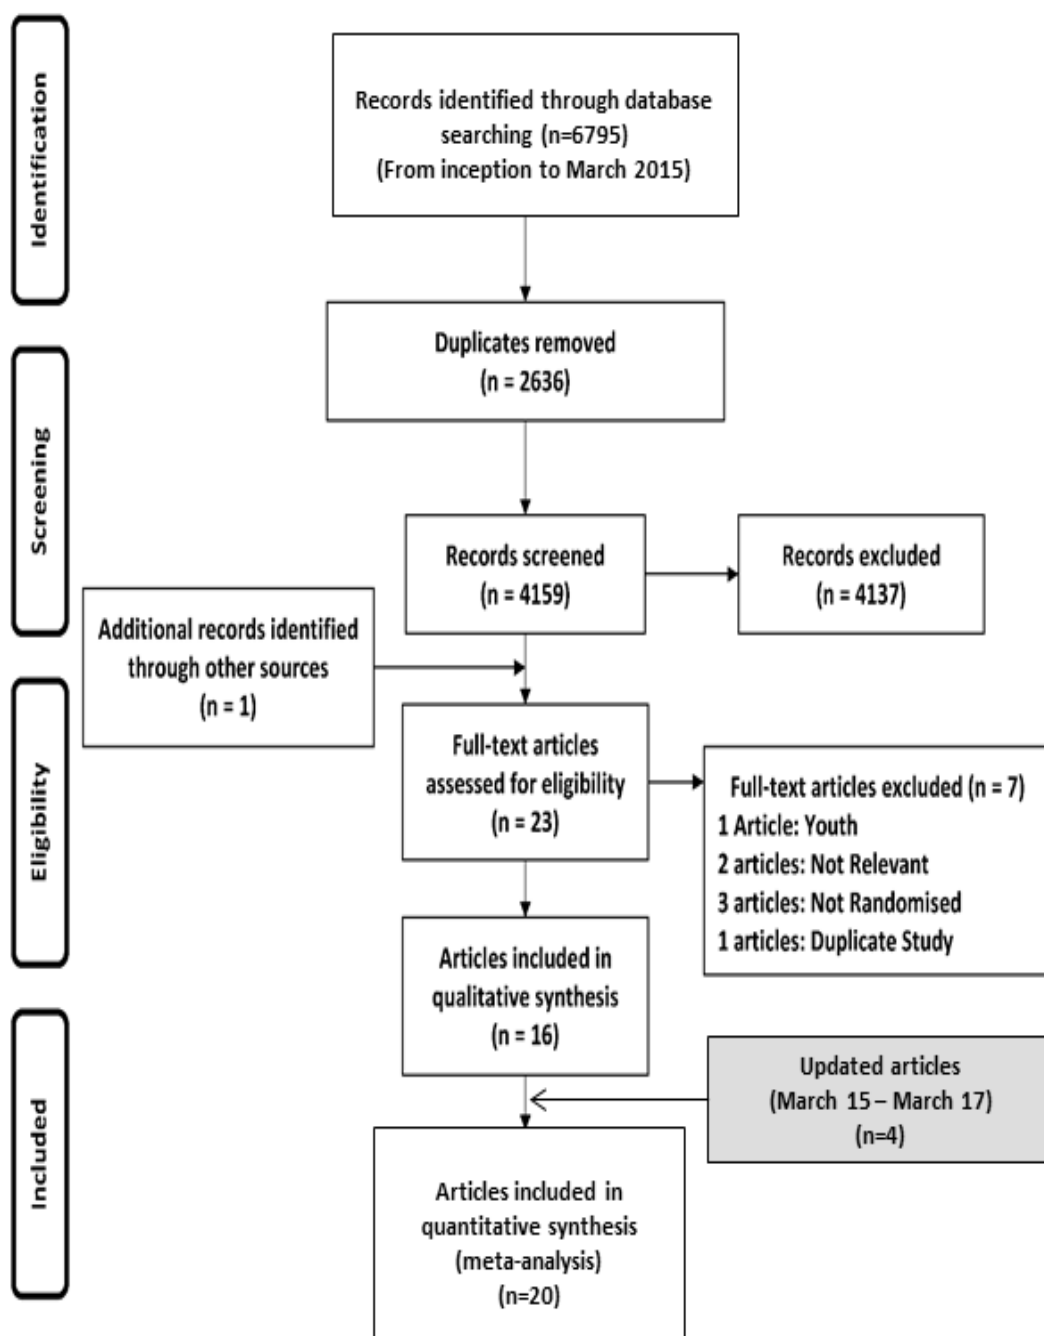 Identification
Records identified through database
searching (n=6795)
(From inception to March 2015)
Duplicates removed
(n = 2636)
Screening
Records screened
(n = 4159)
Records excluded
(n = 4137)
Additional records identified
through other sources
(n = 1)
Eligibility
Full-text articles
assessed for eligibility
(n = 23)
Full-text articles excluded (n = 7)
1 Article: Youth
2 articles: Not Relevant
3 articles: Not Randomised
1 articles: Duplicate Study
Articles included in
qualitative synthesis
(n = 16)
Included
Updated articles
(March 15 – March 17)
(n=4)
Articles included in
quantitative synthesis
(meta-analysis)
(n=20)